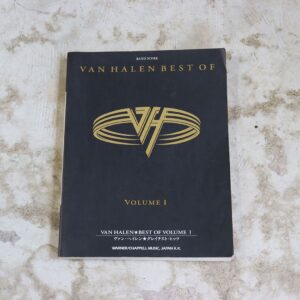 BAND SCORE
VAN HALEN BEST OF
VH
VOLUME I
VAN HALEN★BEST OF VOLUME I
ヴァン・ヘイレン★グレイテスト・ヒッツ
WARNER/CHAPPELL MUSIC, JAPAN K.K.